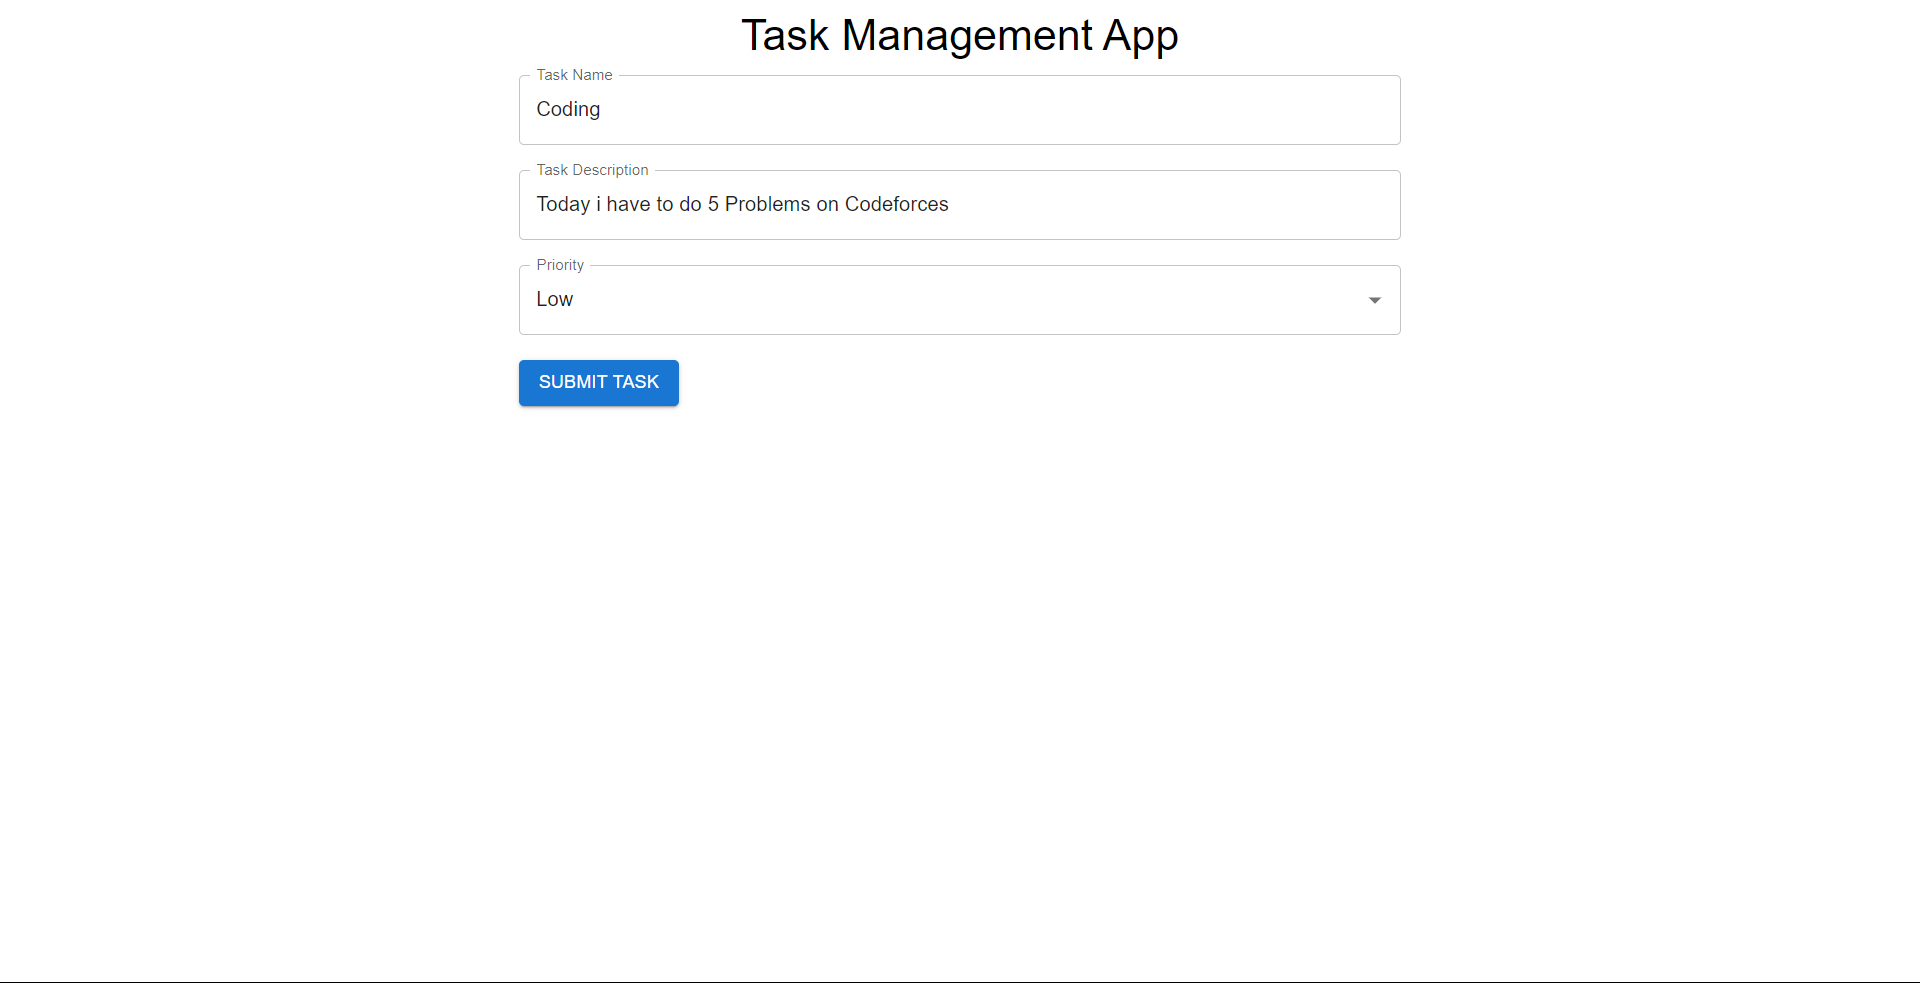 Task Management App
Task Name
Coding
Task Description
Today i have to do 5 Problems on Codeforces
Priority
Low
SUBMIT TASK